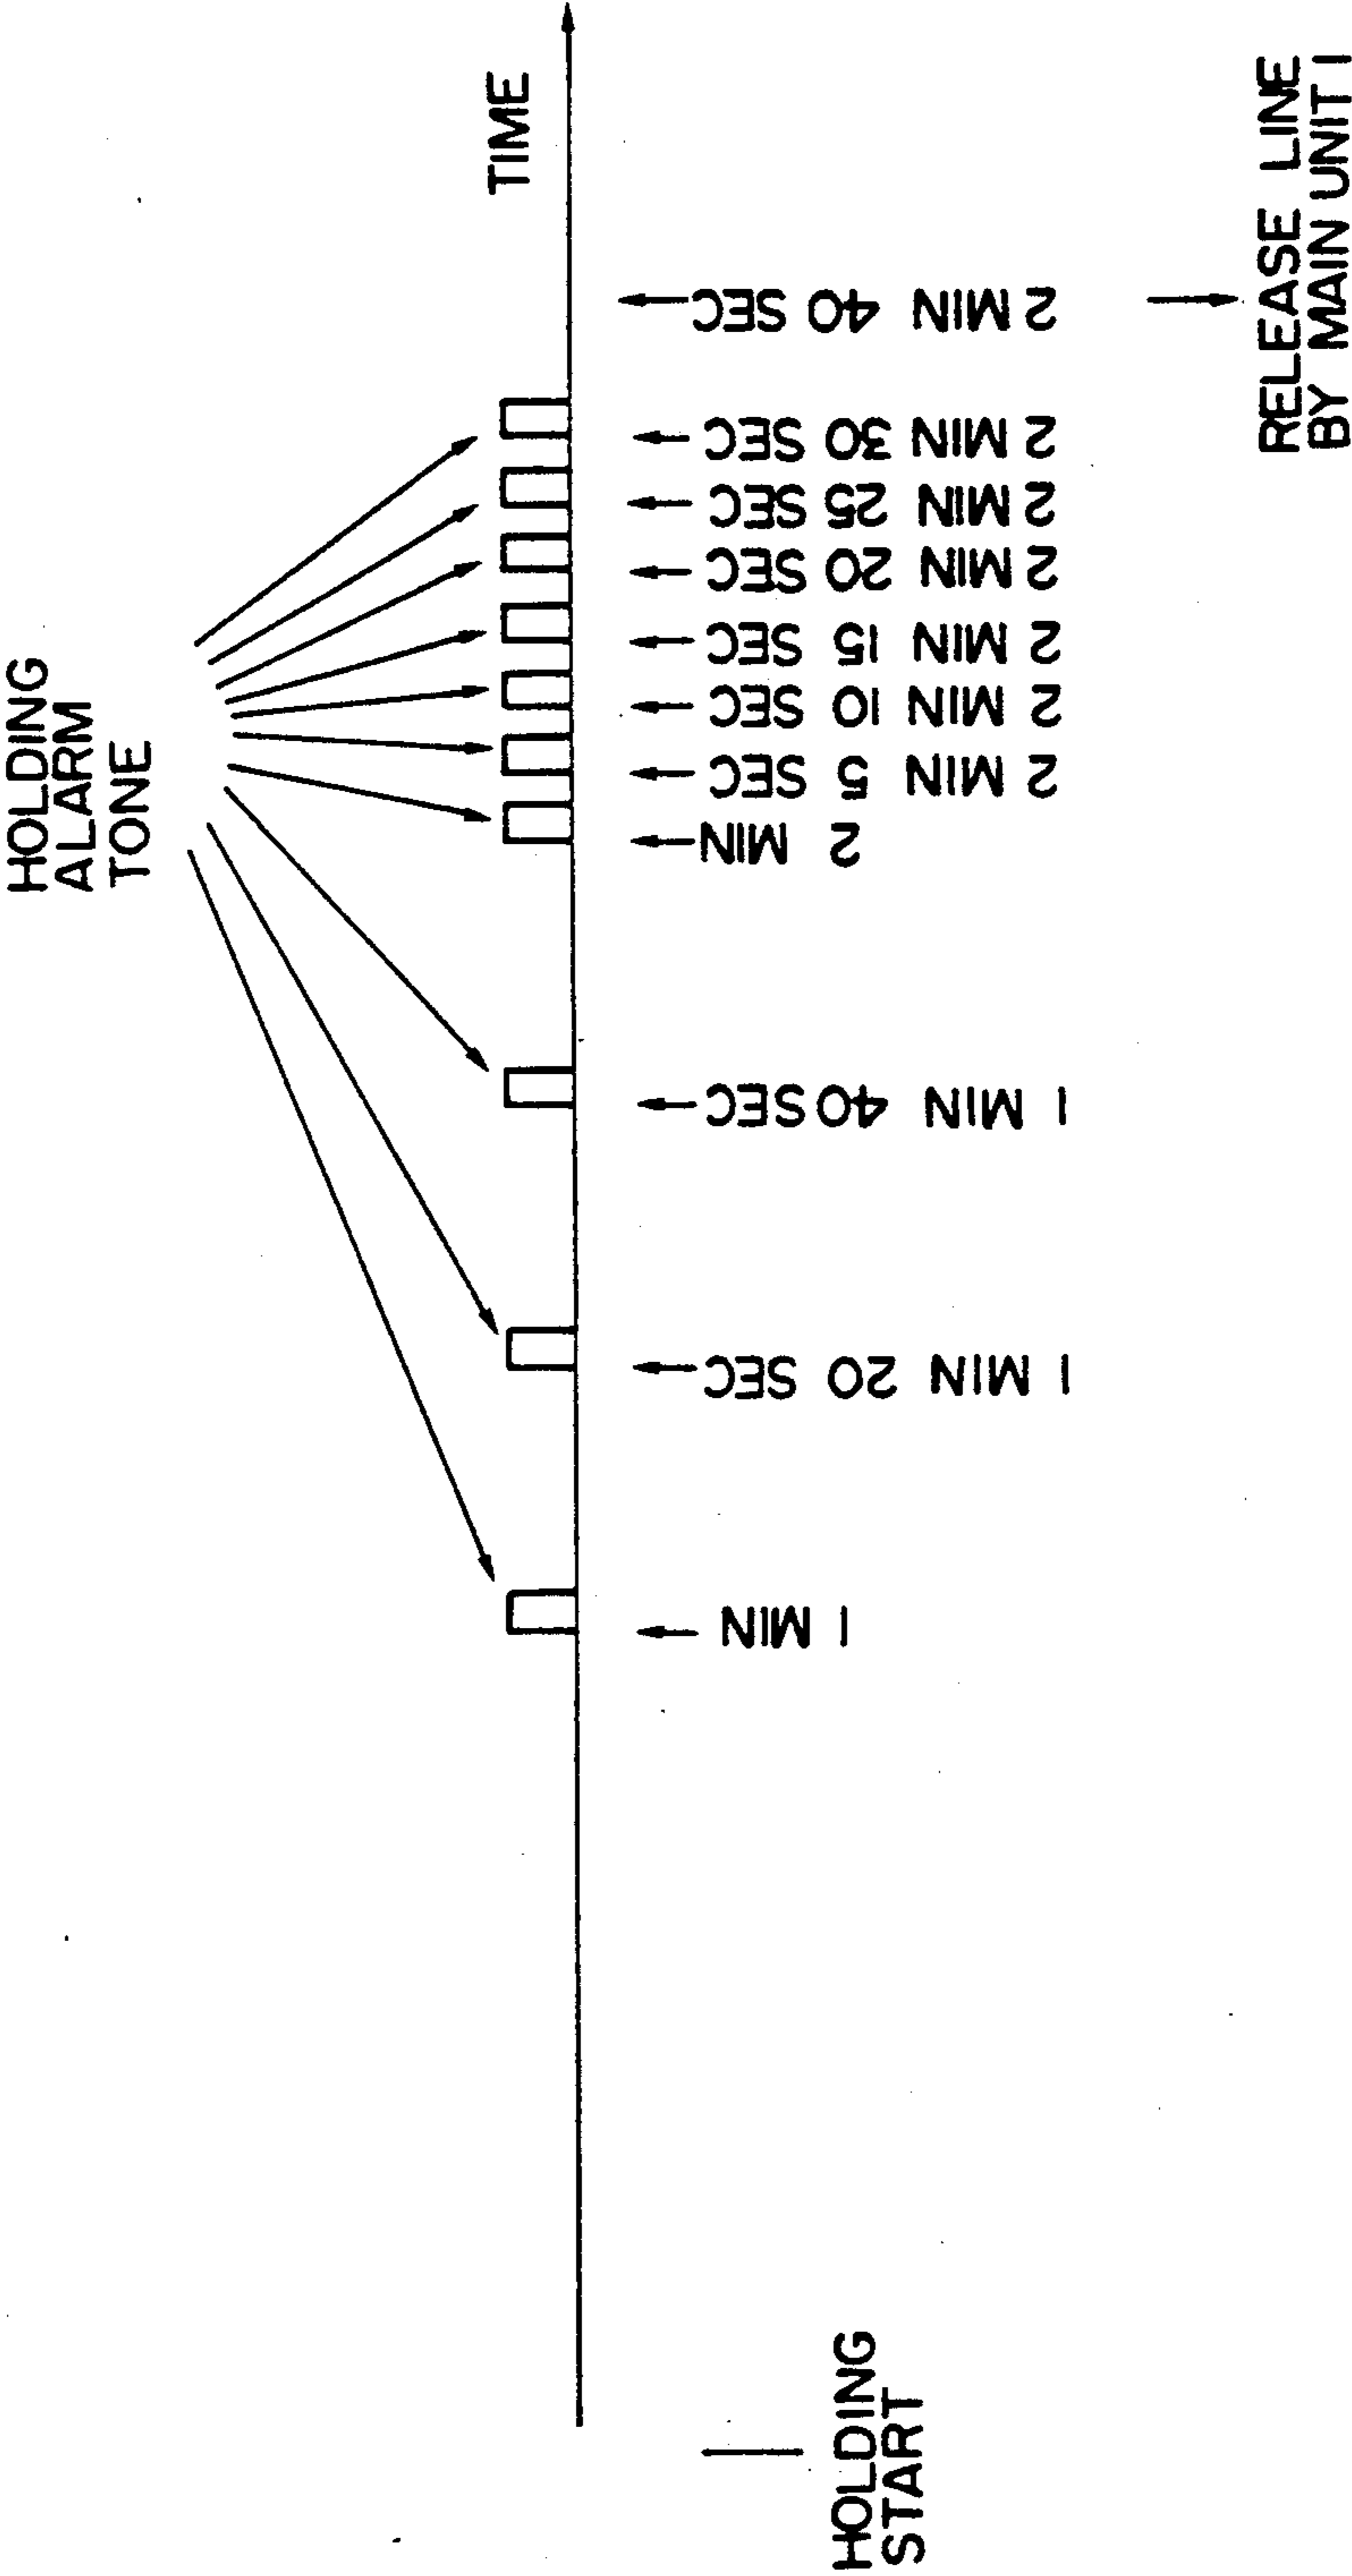 HOLDING
ALARM
TONE
TIME
HOLDING
START
1 MIN
1 MIN 20 SEC
1 MIN 40 SEC
2 MIN
2 MIN 5 SEC
2 MIN 10 SEC
2 MIN 15 SEC
2 MIN 20 SEC
2 MIN 25 SEC
2 MIN 30 SEC
2 MIN 40 SEC
RELEASE LINE
BY MAIN UNIT 1